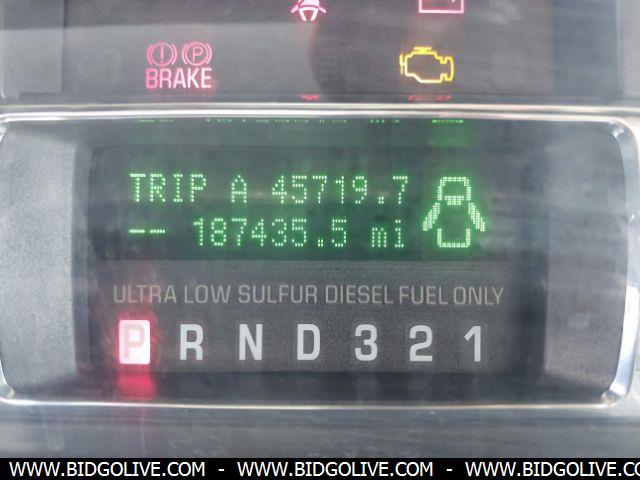 BRAKE
TRIP A 45719.7
-- 187435.5 mi
ULTRA LOW SULFUR DIESEL FUEL ONLY
P R N D 3 2 1
WWW.BIDGOLIVE.COM - WWW.BIDGOLIVE.COM - WWW.BIDGOLIVE.CO